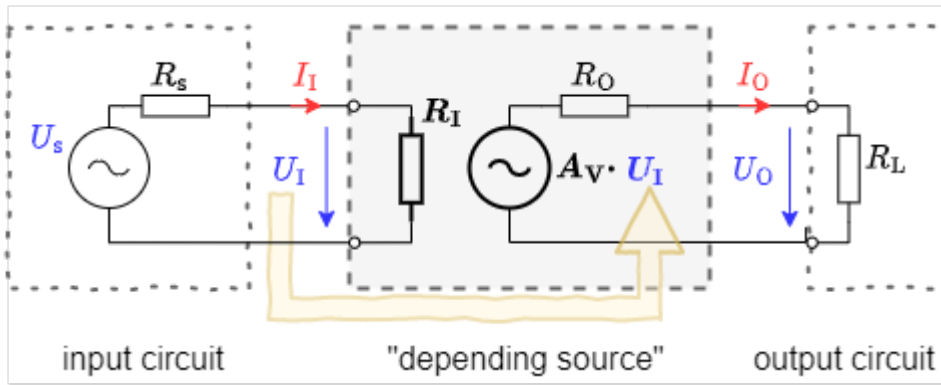 R_s
I_I
R_I
R_O
I_O
U_s
U_I
A_V · U_I
U_O
R_L
input circuit
"depending source"
output circuit